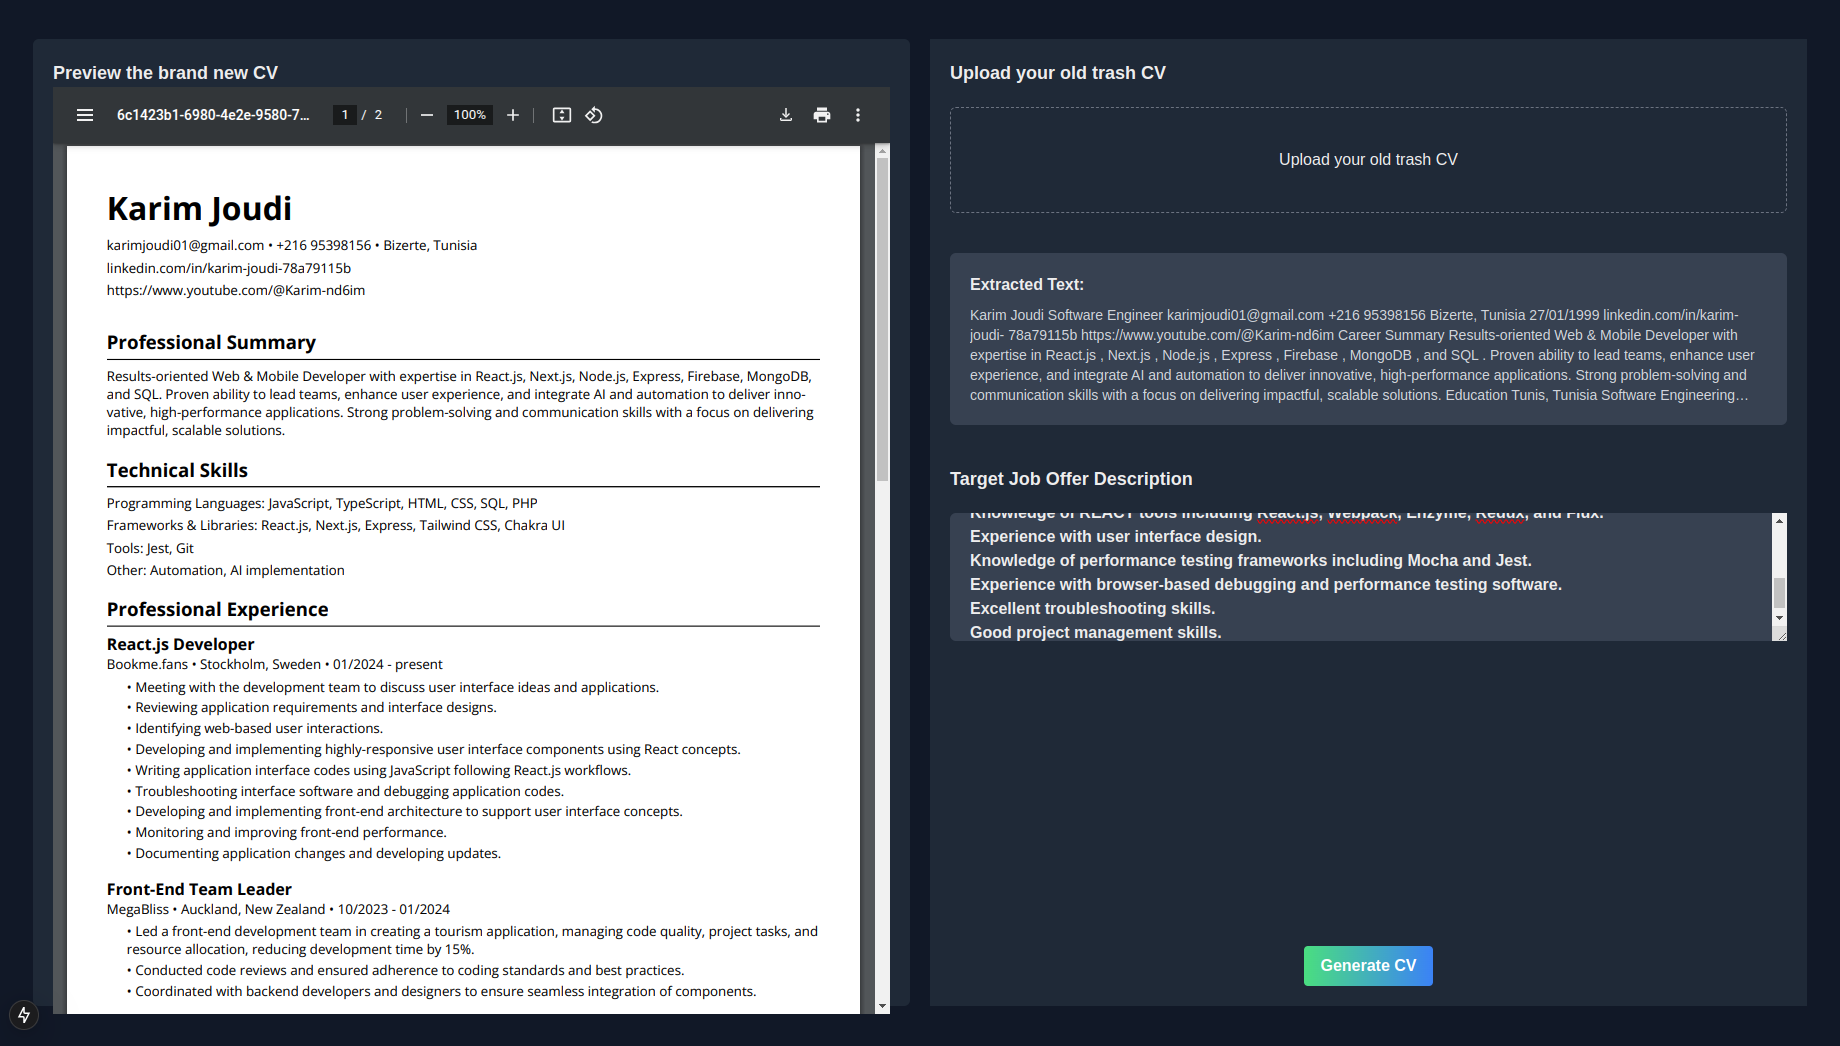 Preview the brand new CV
6c1423b1-6980-4e2e-9580-7...
1 / 2
100%
Karim Joudi
karimjoudi01@gmail.com • +216 95398156 • Bizerte, Tunisia
linkedin.com/in/karim-joudi-78a79115b
https://www.youtube.com/@Karim-nd6im
Professional Summary
Results-oriented Web & Mobile Developer with expertise in React.js, Next.js, Node.js, Express, Firebase, MongoDB,
and SQL. Proven ability to lead teams, enhance user experience, and integrate AI and automation to deliver inno-
vative, high-performance applications. Strong problem-solving and communication skills with a focus on delivering
impactful, scalable solutions.
Technical Skills
Programming Languages: JavaScript, TypeScript, HTML, CSS, SQL, PHP
Frameworks & Libraries: React.js, Next.js, Express, Tailwind CSS, Chakra UI
Tools: Jest, Git
Other: Automation, AI implementation
Professional Experience
React.js Developer
Bookme.fans • Stockholm, Sweden • 01/2024 - present
• Meeting with the development team to discuss user interface ideas and applications.
• Reviewing application requirements and interface designs.
• Identifying web-based user interactions.
• Developing and implementing highly-responsive user interface components using React concepts.
• Writing application interface codes using JavaScript following React.js workflows.
• Troubleshooting interface software and debugging application codes.
• Developing and implementing front-end architecture to support user interface concepts.
• Monitoring and improving front-end performance.
• Documenting application changes and developing updates.
Front-End Team Leader
MegaBliss • Auckland, New Zealand • 10/2023 - 01/2024
• Led a front-end development team in creating a tourism application, managing code quality, project tasks, and
resource allocation, reducing development time by 15%.
• Conducted code reviews and ensured adherence to coding standards and best practices.
• Coordinated with backend developers and designers to ensure seamless integration of components.
Upload your old trash CV
Upload your old trash CV
Extracted Text:
Karim Joudi Software Engineer karimjoudi01@gmail.com +216 95398156 Bizerte, Tunisia 27/01/1999 linkedin.com/in/karim-
joudi- 78a79115b https://www.youtube.com/@Karim-nd6im Career Summary Results-oriented Web & Mobile Developer with
expertise in React.js , Next.js , Node.js , Express , Firebase , MongoDB , and SQL . Proven ability to lead teams, enhance user
experience, and integrate AI and automation to deliver innovative, high-performance applications. Strong problem-solving and
communication skills with a focus on delivering impactful, scalable solutions. Education Tunis, Tunisia Software Engineering…
Target Job Offer Description
Knowledge of REACT tools including React.js, Webpack, Enzyme, Redux, and Flux.
Experience with user interface design.
Knowledge of performance testing frameworks including Mocha and Jest.
Experience with browser-based debugging and performance testing software.
Excellent troubleshooting skills.
Good project management skills.
Generate CV